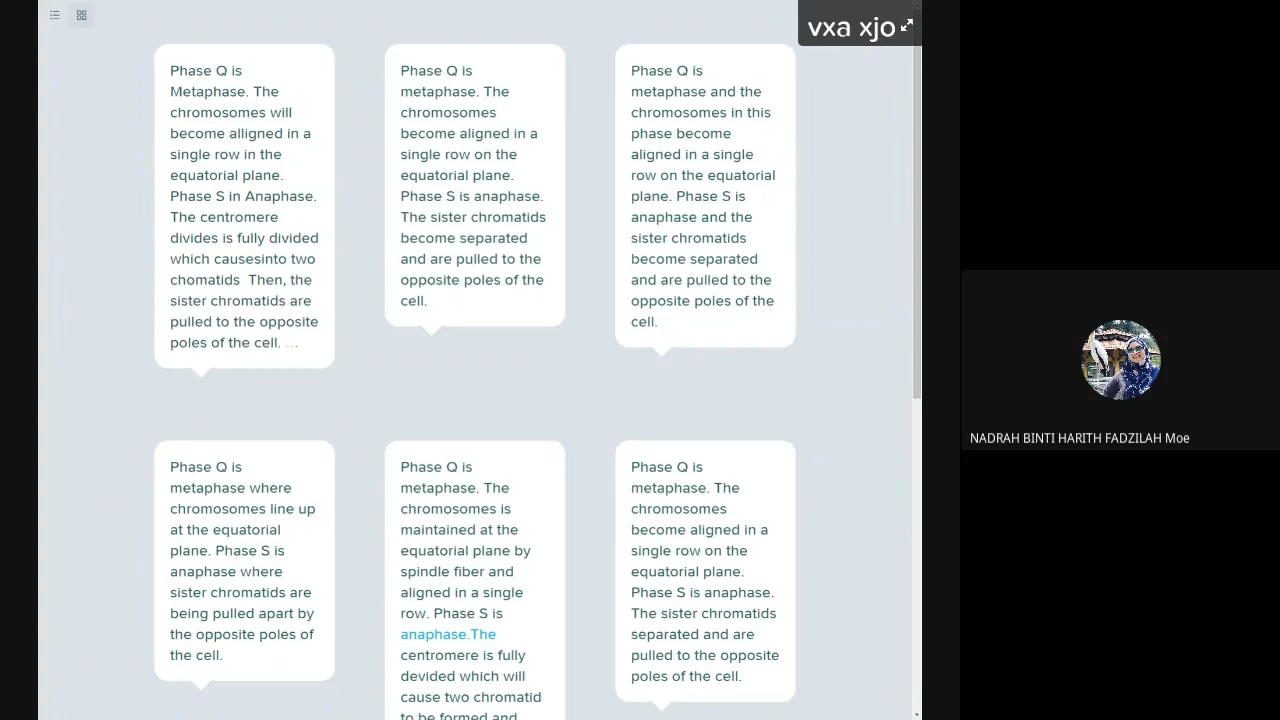 vxa xjo
Phase Q is
Metaphase. The
chromosomes will
become alligned in a
single row in the
equatorial plane.
Phase S in Anaphase.
The centromere
divides is fully divided
which causesinto two
chomatids  Then, the
sister chromatids are
pulled to the opposite
poles of the cell. ...
Phase Q is
metaphase. The
chromosomes
become aligned in a
single row on the
equatorial plane.
Phase S is anaphase.
The sister chromatids
become separated
and are pulled to the
opposite poles of the
cell.
Phase Q is
metaphase and the
chromosomes in this
phase become
aligned in a single
row on the equatorial
plane. Phase S is
anaphase and the
sister chromatids
become separated
and are pulled to the
opposite poles of the
cell.
Phase Q is
metaphase where
chromosomes line up
at the equatorial
plane. Phase S is
anaphase where
sister chromatids are
being pulled apart by
the opposite poles of
the cell.
Phase Q is
metaphase. The
chromosomes is
maintained at the
equatorial plane by
spindle fiber and
aligned in a single
row. Phase S is
anaphase.The
centromere is fully
devided which will
cause two chromatid
to be formed and
Phase Q is
metaphase. The
chromosomes
become aligned in a
single row on the
equatorial plane.
Phase S is anaphase.
The sister chromatids
separated and are
pulled to the opposite
poles of the cell.
NADRAH BINTI HARITH FADZILAH Moe